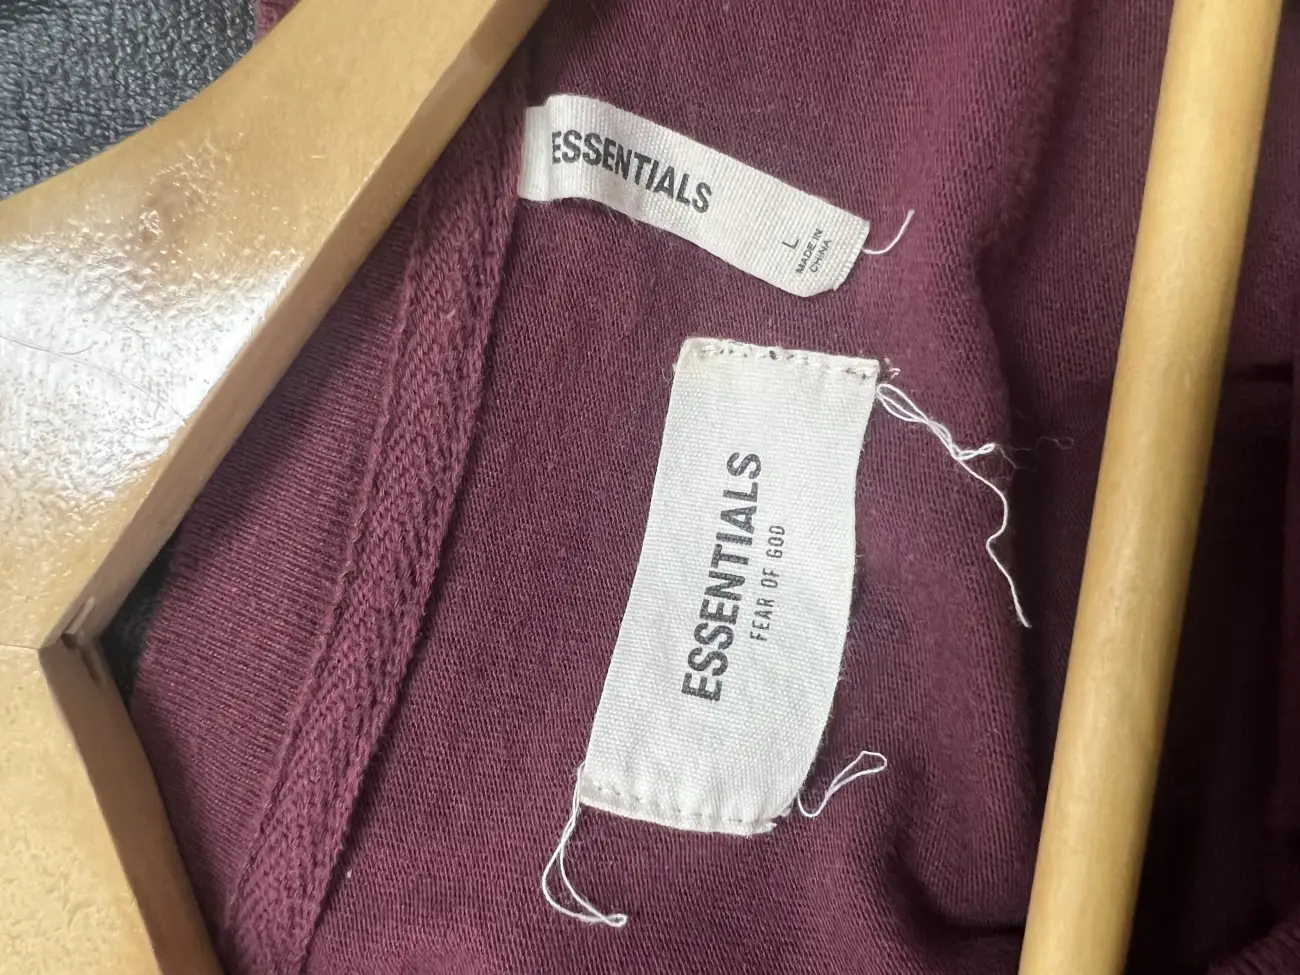 ESSENTIALS
L
MADE IN
CHINA
ESSENTIALS
FEAR OF GOD